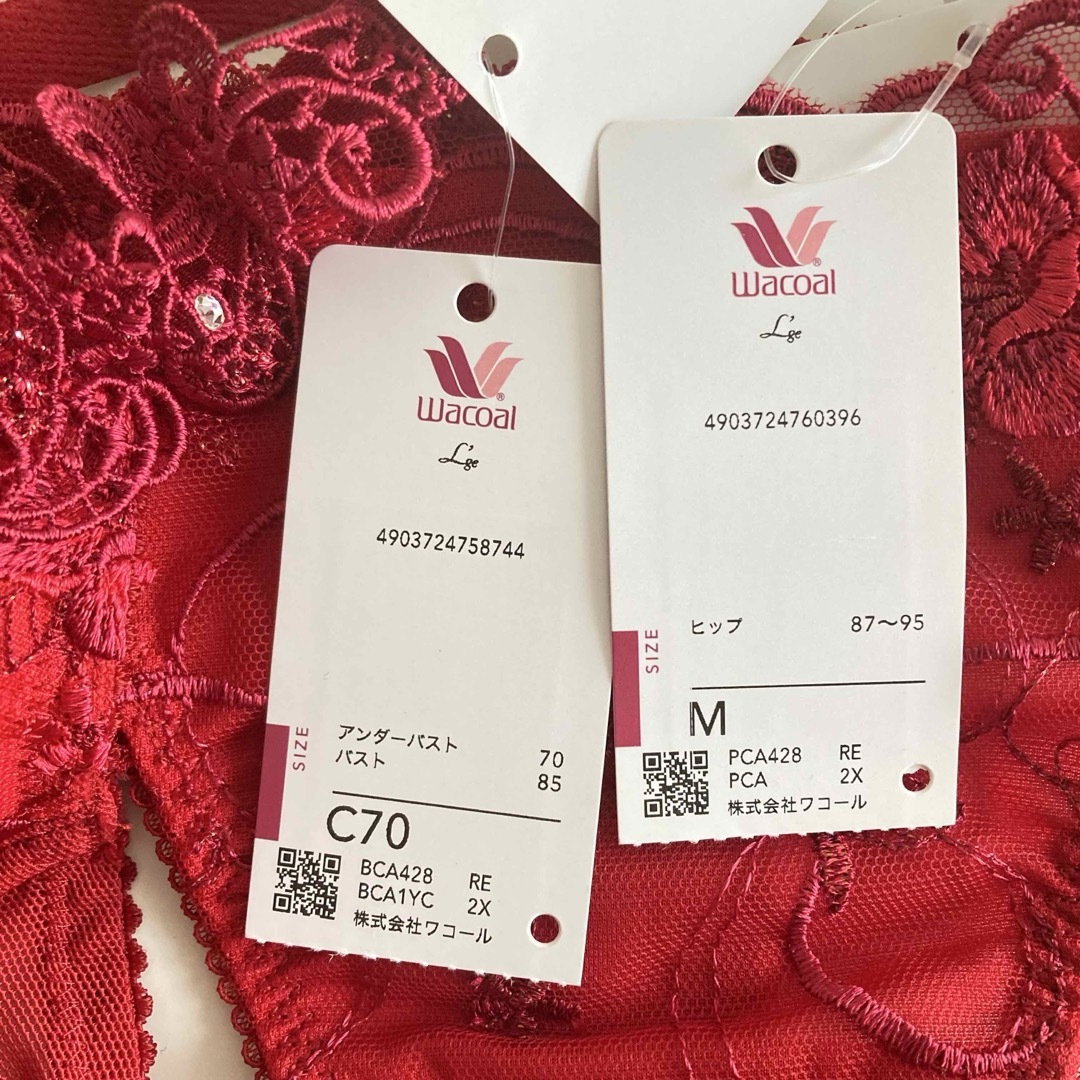 Wacoal
L'ge
4903724758744
SIZE
アンダーバスト 70
バスト 85
C70
BCA428 RE
BCA1YC 2X
株式会社ワコール
Wacoal
L'ge
4903724760396
SIZE
ヒップ 87〜95
M
PCA428 RE
PCA 2X
株式会社ワコール